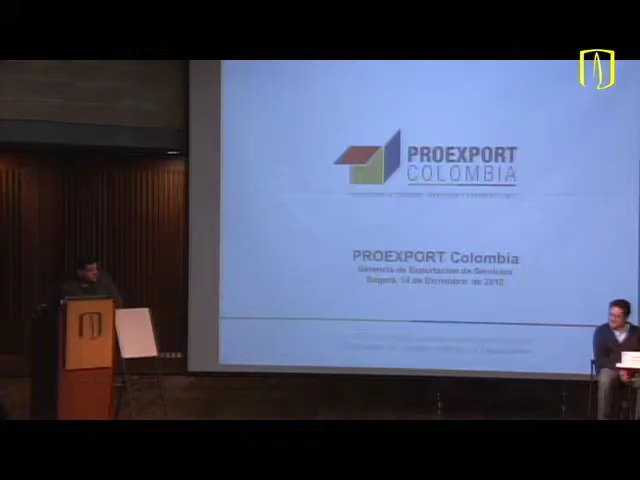 PROEXPORT
COLOMBIA
PROEXPORT Colombia
Gerencia de Exportación de Servicios
Bogotá, 14 de Diciembre de 2012